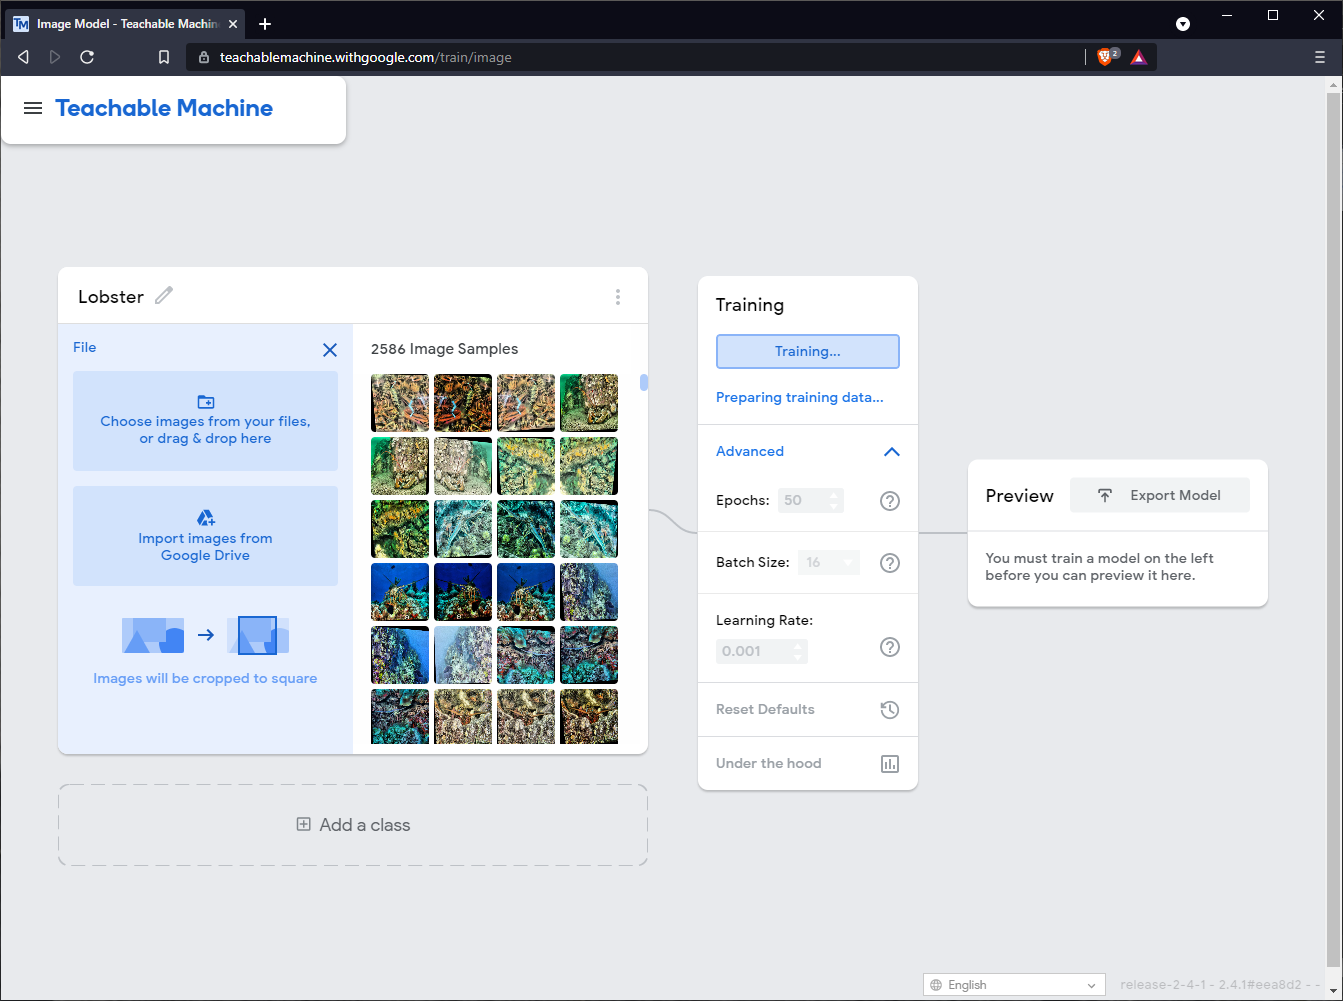 Image Model - Teachable Machin
teachablemachine.withgoogle.com/train/image
2
Teachable Machine
Lobster
File
2586 Image Samples
Choose images from your files,
or drag & drop here
Import images from
Google Drive
Images will be cropped to square
Add a class
Training
Training...
Preparing training data...
Advanced
Epochs: 50
Batch Size: 16
Learning Rate:
0.001
Reset Defaults
Under the hood
Preview
Export Model
You must train a model on the left
before you can preview it here.
English
release-2-4-1 - 2.4.1#eea8d2 - -